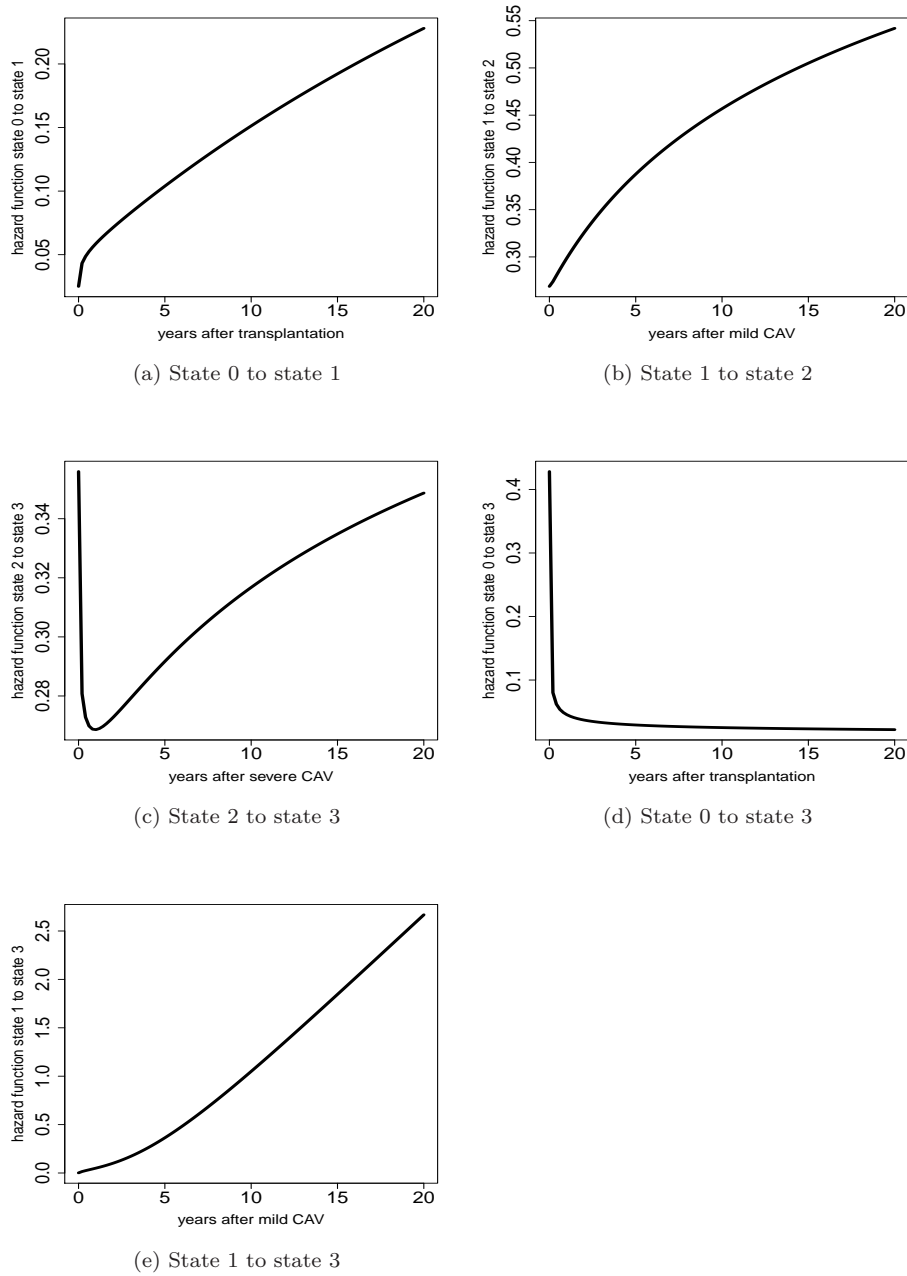 hazard function state 0 to state 1
0.05 0.10 0.15 0.20
0 5 10 15 20
years after transplantation
(a) State 0 to state 1
hazard function state 1 to state 2
0.30 0.35 0.40 0.45 0.50 0.55
0 5 10 15 20
years after mild CAV
(b) State 1 to state 2
hazard function state 2 to state 3
0.28 0.30 0.32 0.34
0 5 10 15 20
years after severe CAV
(c) State 2 to state 3
hazard function state 0 to state 3
0.1 0.2 0.3 0.4
0 5 10 15 20
years after transplantation
(d) State 0 to state 3
hazard function state 1 to state 3
0.0 0.5 1.0 1.5 2.0 2.5
0 5 10 15 20
years after mild CAV
(e) State 1 to state 3